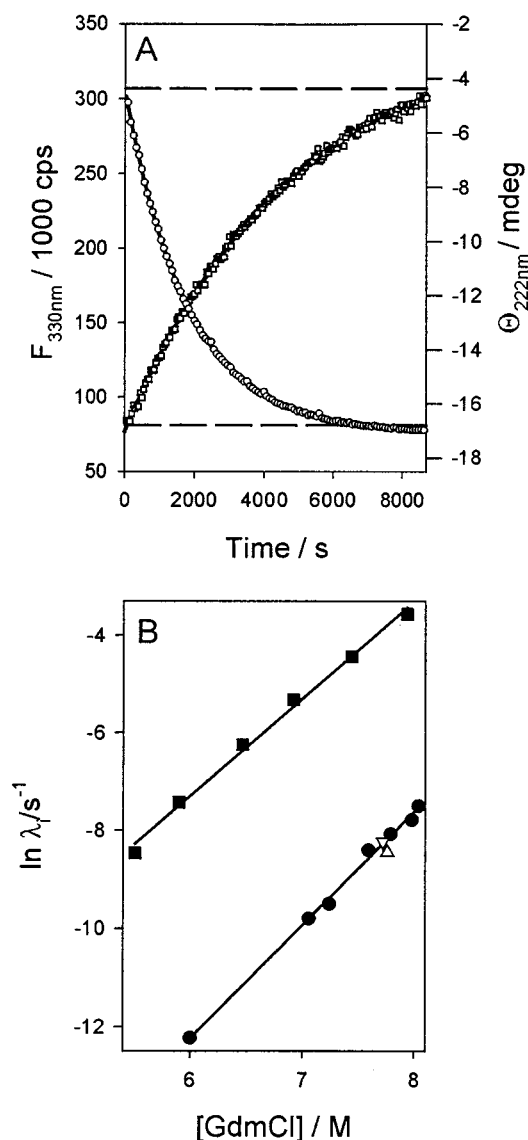 A
350
300
250
200
150
100
50
F330nm / 1000 cps
-2
-4
-6
-8
-10
-12
-14
-16
-18
Θ222nm / mdeg
0 2000 4000 6000 8000
Time / s
B
-4
-6
-8
-10
-12
ln λi/s-1
6 7 8
[GdmCl] / M